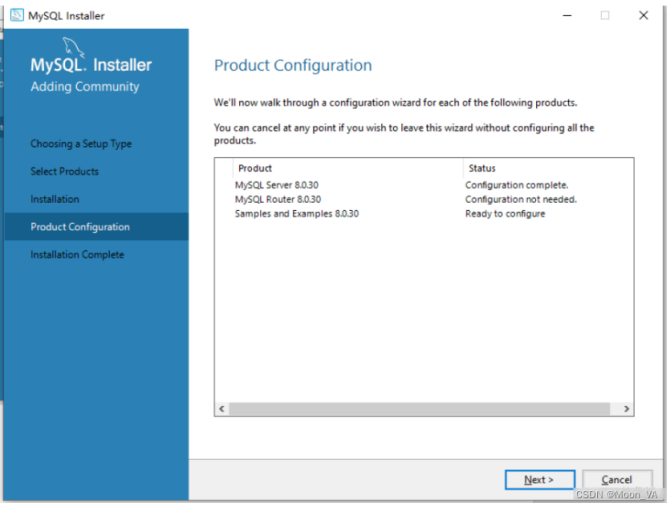 MySQL Installer
MySQL. Installer
Adding Community
Choosing a Setup Type
Select Products
Installation
Product Configuration
Installation Complete
Product Configuration
We'll now walk through a configuration wizard for each of the following products.
You can cancel at any point if you wish to leave this wizard without configuring all the
products.
Product Status
MySQL Server 8.0.30 Configuration complete.
MySQL Router 8.0.30 Configuration not needed.
Samples and Examples 8.0.30 Ready to configure
Next > Cancel
CSDN @Moon_VA